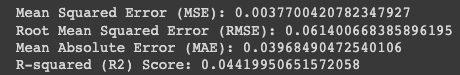 Mean Squared Error (MSE): 0.0037700420782347927
Root Mean Squared Error (RMSE): 0.061400668385896195
Mean Absolute Error (MAE): 0.03968490472540106
R-squared (R2) Score: 0.04419950651572058